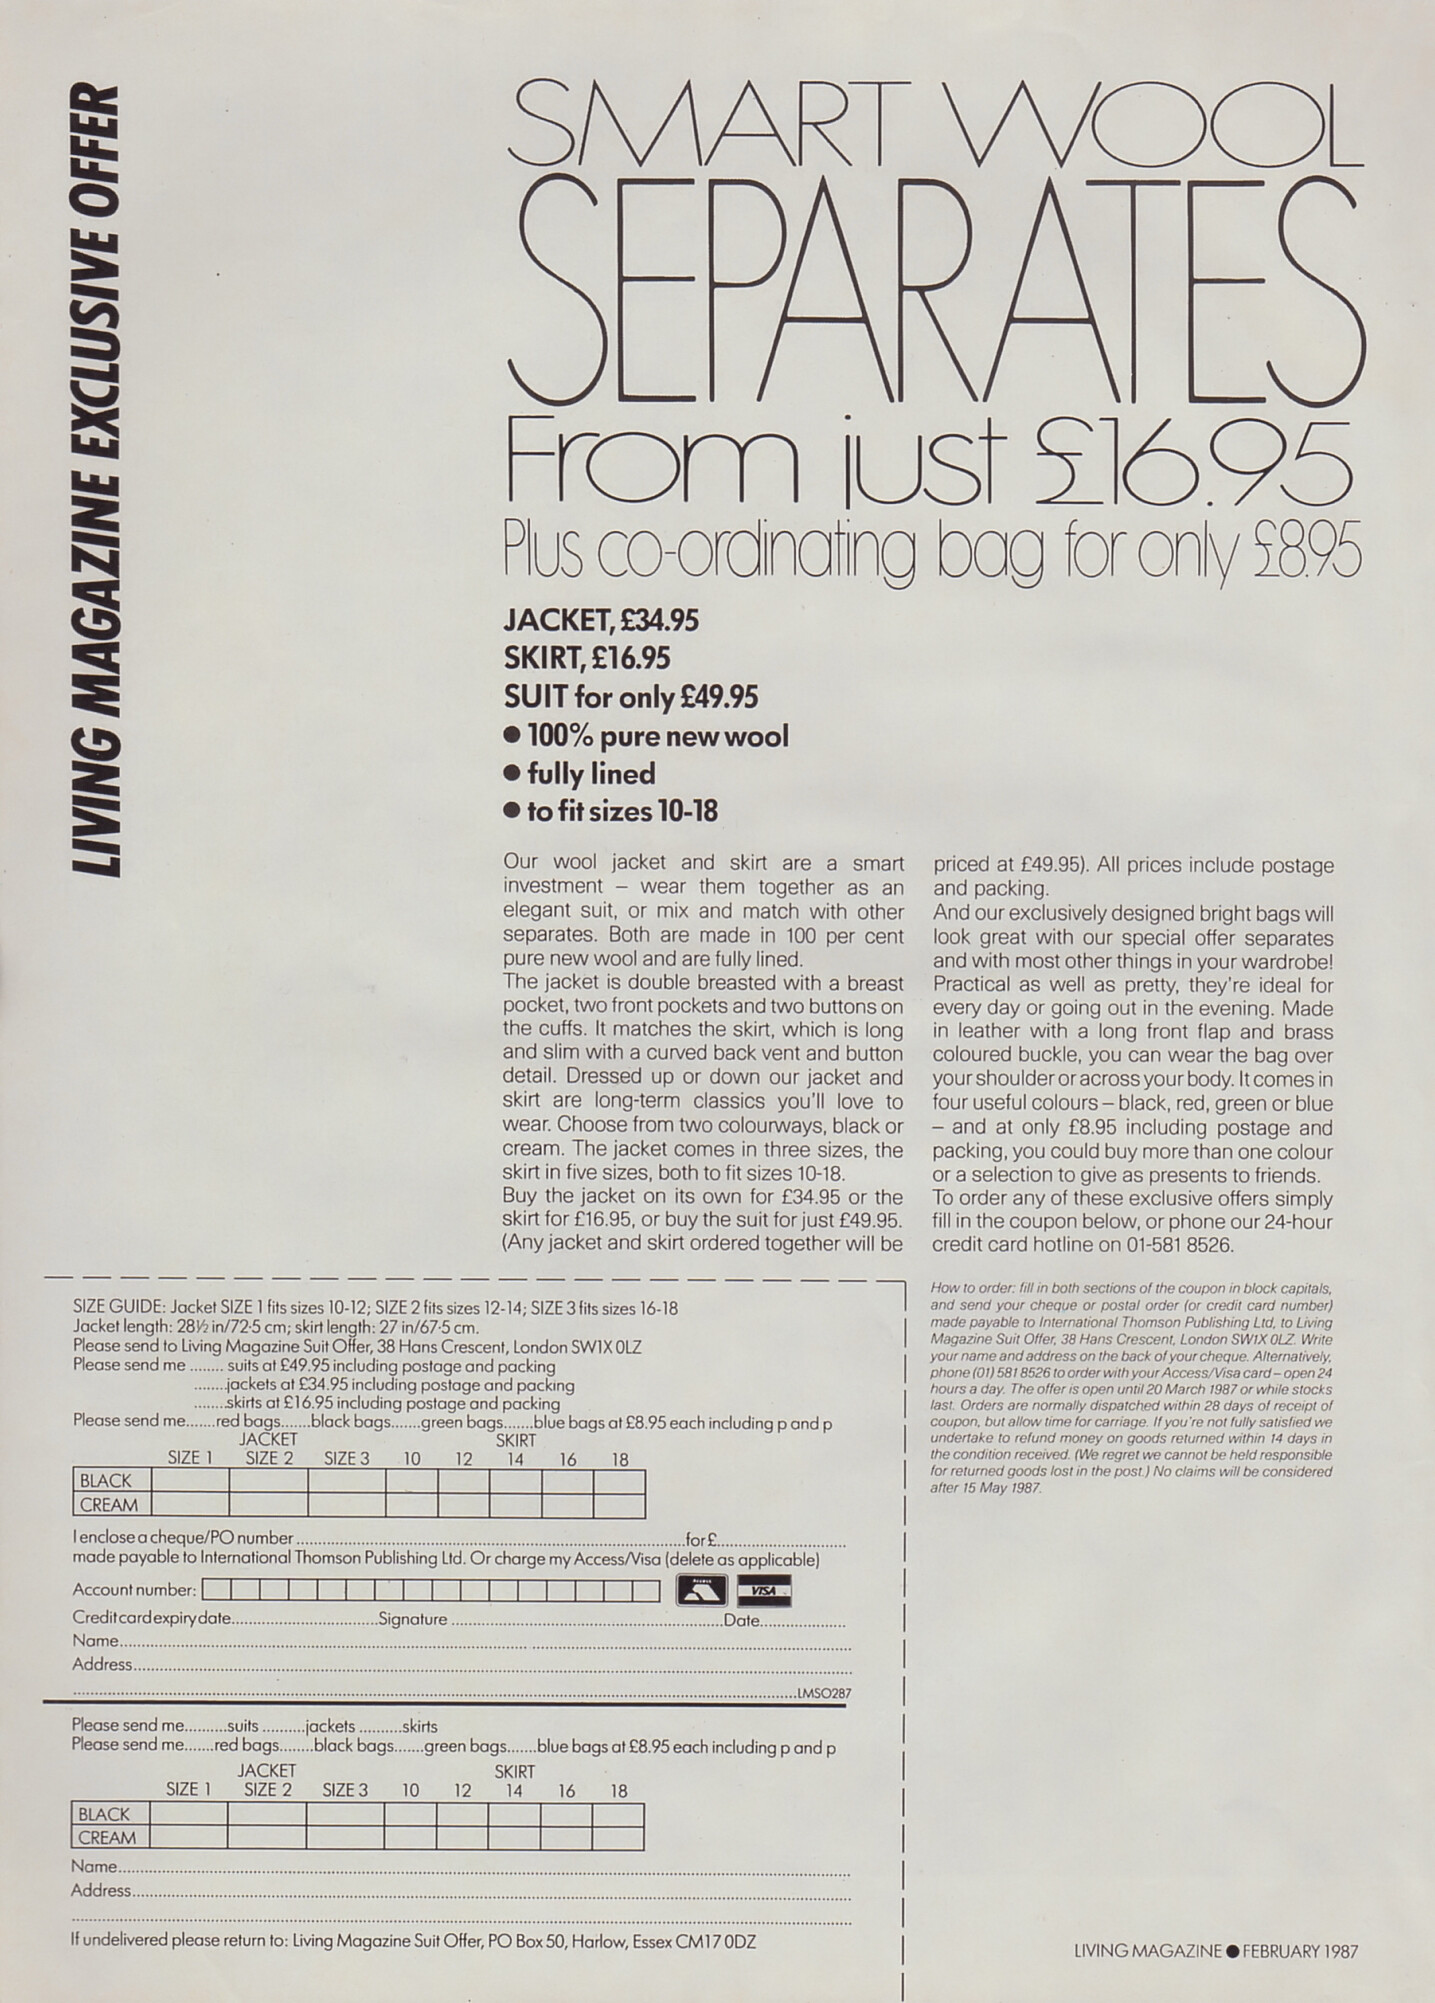 LIVING MAGAZINE EXCLUSIVE OFFER
SMART WOOL
SEPARATES
From just £16.95
Plus co-ordinating bag for only £8.95
JACKET, £34.95
SKIRT, £16.95
SUIT for only £49.95
● 100% pure new wool
● fully lined
● to fit sizes 10-18
Our wool jacket and skirt are a smart
investment – wear them together as an
elegant suit, or mix and match with other
separates. Both are made in 100 per cent
pure new wool and are fully lined.
The jacket is double breasted with a breast
pocket, two front pockets and two buttons on
the cuffs. It matches the skirt, which is long
and slim with a curved back vent and button
detail. Dressed up or down our jacket and
skirt are long-term classics you'll love to
wear. Choose from two colourways, black or
cream. The jacket comes in three sizes, the
skirt in five sizes, both to fit sizes 10-18.
Buy the jacket on its own for £34.95 or the
skirt for £16.95, or buy the suit for just £49.95.
(Any jacket and skirt ordered together will be
priced at £49.95). All prices include postage
and packing.
And our exclusively designed bright bags will
look great with our special offer separates
and with most other things in your wardrobe!
Practical as well as pretty, they're ideal for
every day or going out in the evening. Made
in leather with a long front flap and brass
coloured buckle, you can wear the bag over
your shoulder or across your body. It comes in
four useful colours – black, red, green or blue
– and at only £8.95 including postage and
packing, you could buy more than one colour
or a selection to give as presents to friends.
To order any of these exclusive offers simply
fill in the coupon below, or phone our 24-hour
credit card hotline on 01-581 8526.
How to order: fill in both sections of the coupon in block capitals,
and send your cheque or postal order (or credit card number)
made payable to International Thomson Publishing Ltd, to Living
Magazine Suit Offer, 38 Hans Crescent, London SW1X 0LZ. Write
your name and address on the back of your cheque. Alternatively,
phone (01) 581 8526 to order with your Access/Visa card – open 24
hours a day. The offer is open until 20 March 1987 or while stocks
last. Orders are normally dispatched within 28 days of receipt of
coupon, but allow time for carriage. If you're not fully satisfied we
undertake to refund money on goods returned within 14 days in
the condition received. (We regret we cannot be held responsible
for returned goods lost in the post.) No claims will be considered
after 15 May 1987.
SIZE GUIDE: Jacket SIZE 1 fits sizes 10-12; SIZE 2 fits sizes 12-14; SIZE 3 fits sizes 16-18
Jacket length: 28½ in/72·5 cm; skirt length: 27 in/67·5 cm.
Please send to Living Magazine Suit Offer, 38 Hans Crescent, London SW1X 0LZ
Please send me ........ suits at £49.95 including postage and packing
........jackets at £34.95 including postage and packing
........skirts at £16.95 including postage and packing
Please send me.......red bags.......black bags.......green bags.......blue bags at £8.95 each including p and p
JACKET SKIRT
SIZE 1 SIZE 2 SIZE 3 10 12 14 16 18
BLACK
CREAM
I enclose a cheque/PO number..........for £..........
made payable to International Thomson Publishing Ltd. Or charge my Access/Visa (delete as applicable)
Account number: Access VISA
Credit card expiry date..........Signature..........Date..........
Name..........
Address..........
..........LMSO287
Please send me..........suits..........jackets..........skirts
Please send me.......red bags........black bags.......green bags.......blue bags at £8.95 each including p and p
JACKET SKIRT
SIZE 1 SIZE 2 SIZE 3 10 12 14 16 18
BLACK
CREAM
Name..........
Address..........
If undelivered please return to: Living Magazine Suit Offer, PO Box 50, Harlow, Essex CM17 0DZ
LIVING MAGAZINE ● FEBRUARY 1987